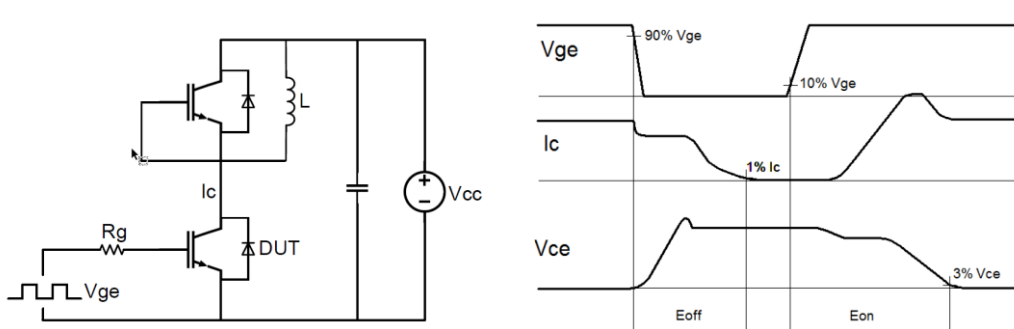 L
Ic
Vcc
Rg
DUT
Vge
Vge
90% Vge
10% Vge
Ic
1% Ic
Vce
3% Vce
Eoff
Eon